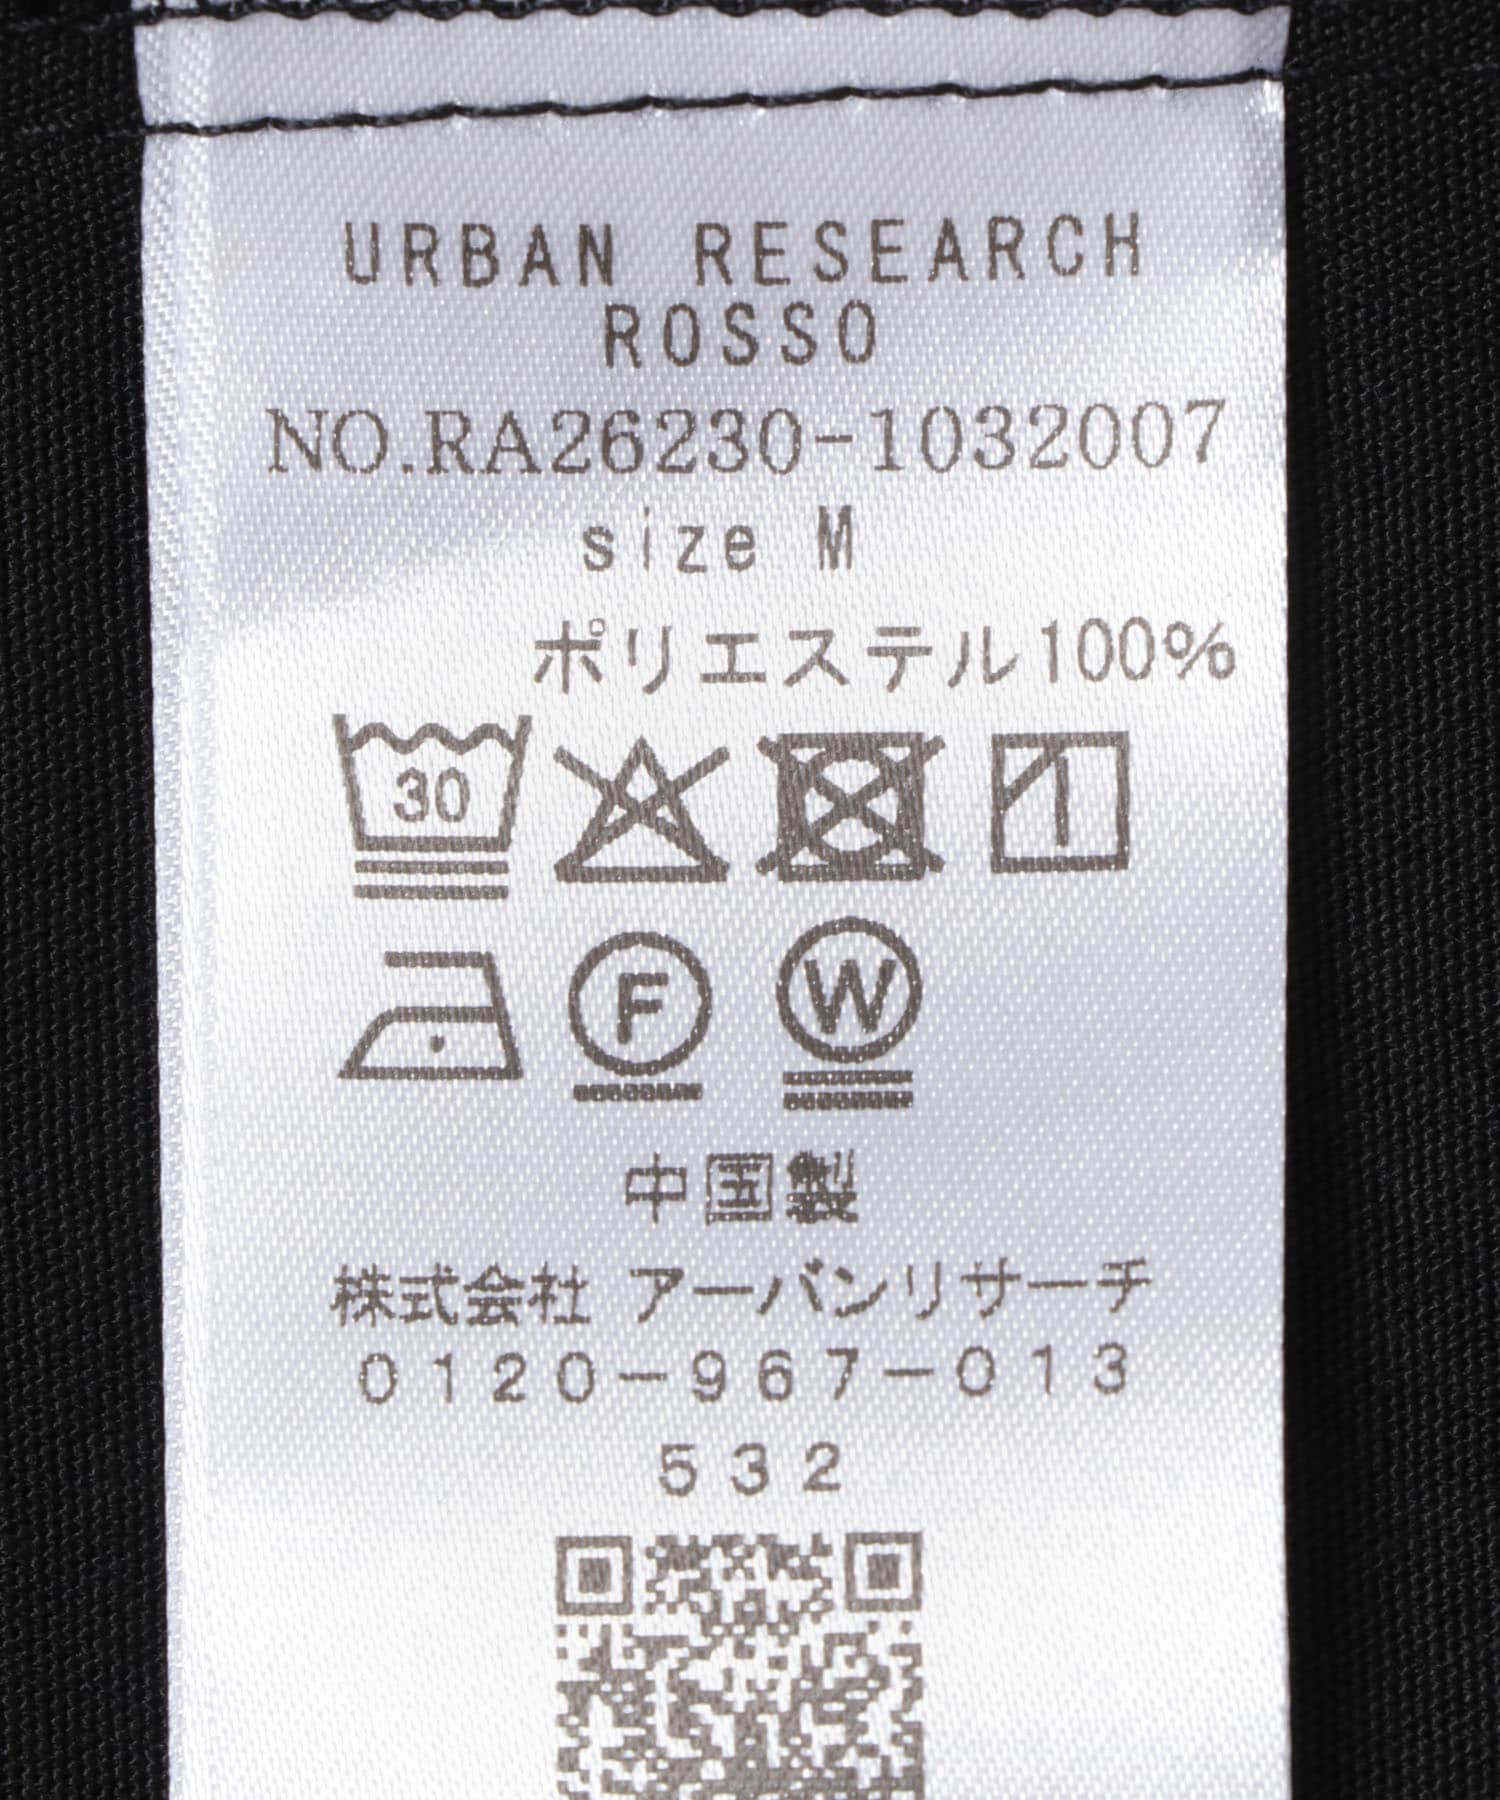 URBAN RESEARCH
ROSSO
NO.RA26230-1032007
size M
ポリエステル100%
30
F
W
中国製
株式会社 アーバンリサーチ
0120-967-013
532